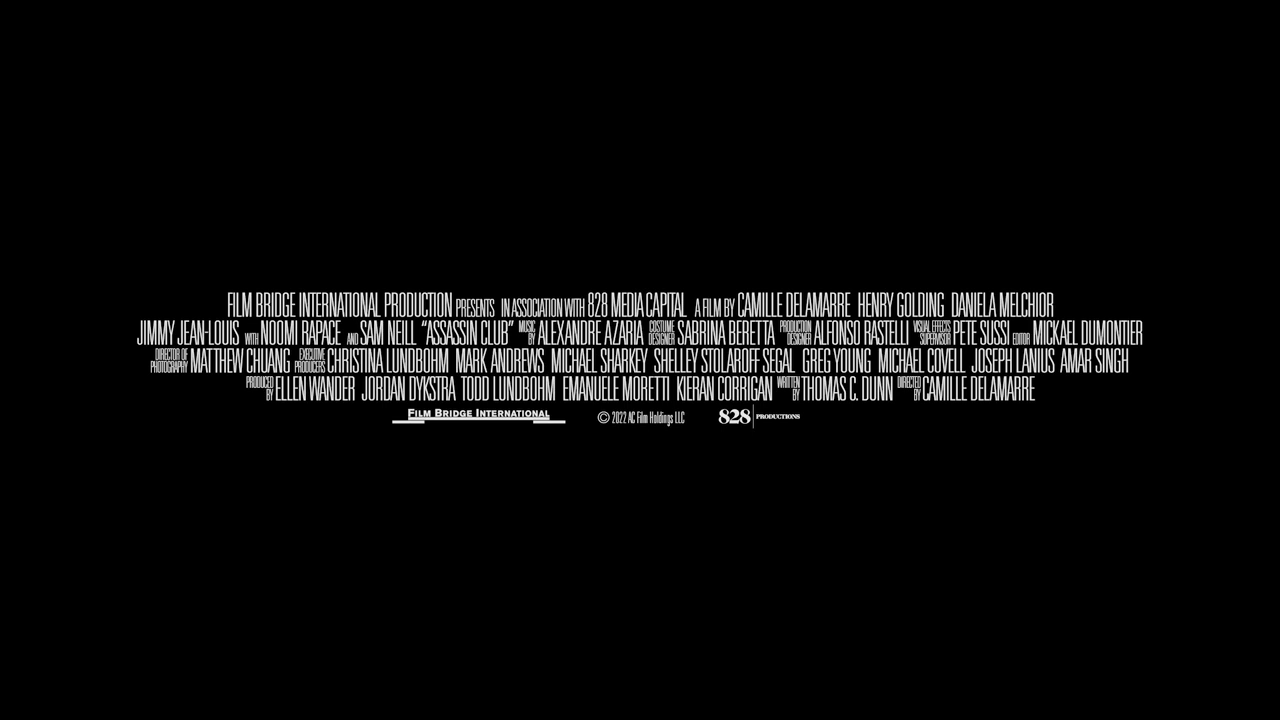 FILM BRIDGE INTERNATIONAL PRODUCTION PRESENTS IN ASSOCIATION WITH 828 MEDIA CAPITAL A FILM BY CAMILLE DELAMARRE HENRY GOLDING DANIELA MELCHIOR
JIMMY JEAN-LOUIS WITH NOOMI RAPACE AND SAM NEILL “ASSASSIN CLUB” MUSIC BY ALEXANDRE AZARIA COSTUME DESIGNER SABRINA BERETTA PRODUCTION DESIGNER ALFONSO RASTELLI VISUAL EFFECTS SUPERVISOR PETE SUSSI EDITOR MICKAEL DUMONTIER
DIRECTOR OF PHOTOGRAPHY MATTHEW CHUANG EXECUTIVE PRODUCERS CHRISTINA LUNDBOHM MARK ANDREWS MICHAEL SHARKEY SHELLEY STOLAROFF SEGAL GREG YOUNG MICHAEL COVELL JOSEPH LANIUS AMAR SINGH
PRODUCED BY ELLEN WANDER JORDAN DYKSTRA TODD LUNDBOHM EMANUELE MORETTI KIERAN CORRIGAN WRITTEN BY THOMAS C. DUNN DIRECTED BY CAMILLE DELAMARRE
FILM BRIDGE INTERNATIONAL © 2022 AC Film Holdings LLC 828 PRODUCTIONS